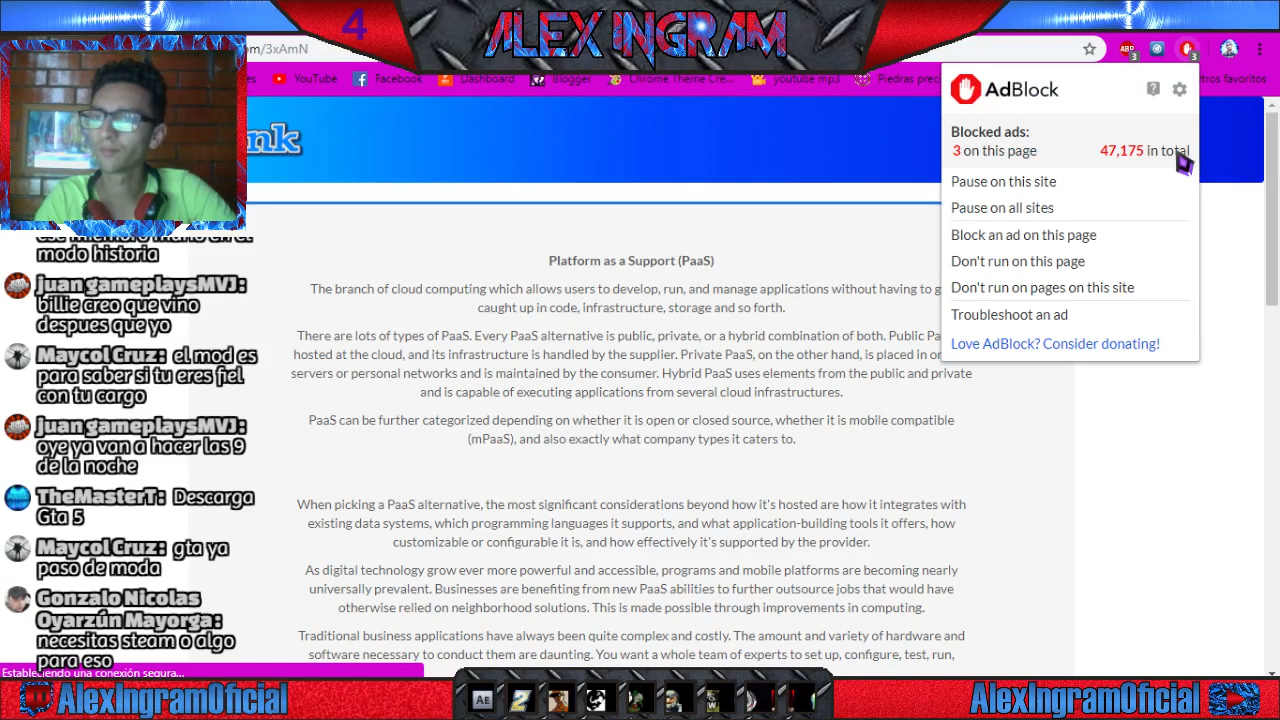 4
ALEX INGRAM
om/3xAmN
ABP
3
3
es
YouTube
Facebook
Dashboard
Blogger
Chrome Theme Cre...
youtube mp3
Piedras prec
otros favoritos
nk
AdBlock
Blocked ads:
3 on this page
47,175 in total
Pause on this site
Pause on all sites
Block an ad on this page
Don't run on this page
Don't run on pages on this site
Troubleshoot an ad
Love AdBlock? Consider donating!
modo historia
juan gameplaysMVJ:
billie creo que vino
despues que yo
Maycol Cruz: el mod es
para saber si tu eres fiel
con tu cargo
juan gameplaysMVJ:
oye ya van a hacer las 9
de la noche
TheMasterT: Descarga
Gta 5
Maycol Cruz: gta ya
paso de moda
Gonzalo Nicolas
Oyarzún Mayorga:
necesitas steam o algo
para eso
Platform as a Support (PaaS)
The branch of cloud computing which allows users to develop, run, and manage applications without having to g
caught up in code, infrastructure, storage and so forth.
There are lots of types of PaaS. Every PaaS alternative is public, private, or a hybrid combination of both. Public Pa
hosted at the cloud, and its infrastructure is handled by the supplier. Private PaaS, on the other hand, is placed in on
servers or personal networks and is maintained by the consumer. Hybrid PaaS uses elements from the public and private
and is capable of executing applications from several cloud infrastructures.
PaaS can be further categorized depending on whether it is open or closed source, whether it is mobile compatible
(mPaaS), and also exactly what company types it caters to.
When picking a PaaS alternative, the most significant considerations beyond how it's hosted are how it integrates with
existing data systems, which programming languages it supports, and what application-building tools it offers, how
customizable or configurable it is, and how effectively it's supported by the provider.
As digital technology grow ever more powerful and accessible, programs and mobile platforms are becoming nearly
universally prevalent. Businesses are benefiting from new PaaS abilities to further outsource jobs that would have
otherwise relied on neighborhood solutions. This is made possible through improvements in computing.
Traditional business applications have always been quite complex and costly. The amount and variety of hardware and
software necessary to conduct them are daunting. You want a whole team of experts to set up, configure, test, run,
Estableciendo una conexión segura...
AlexIngramOficial
AE
2
AlexIngramOficial